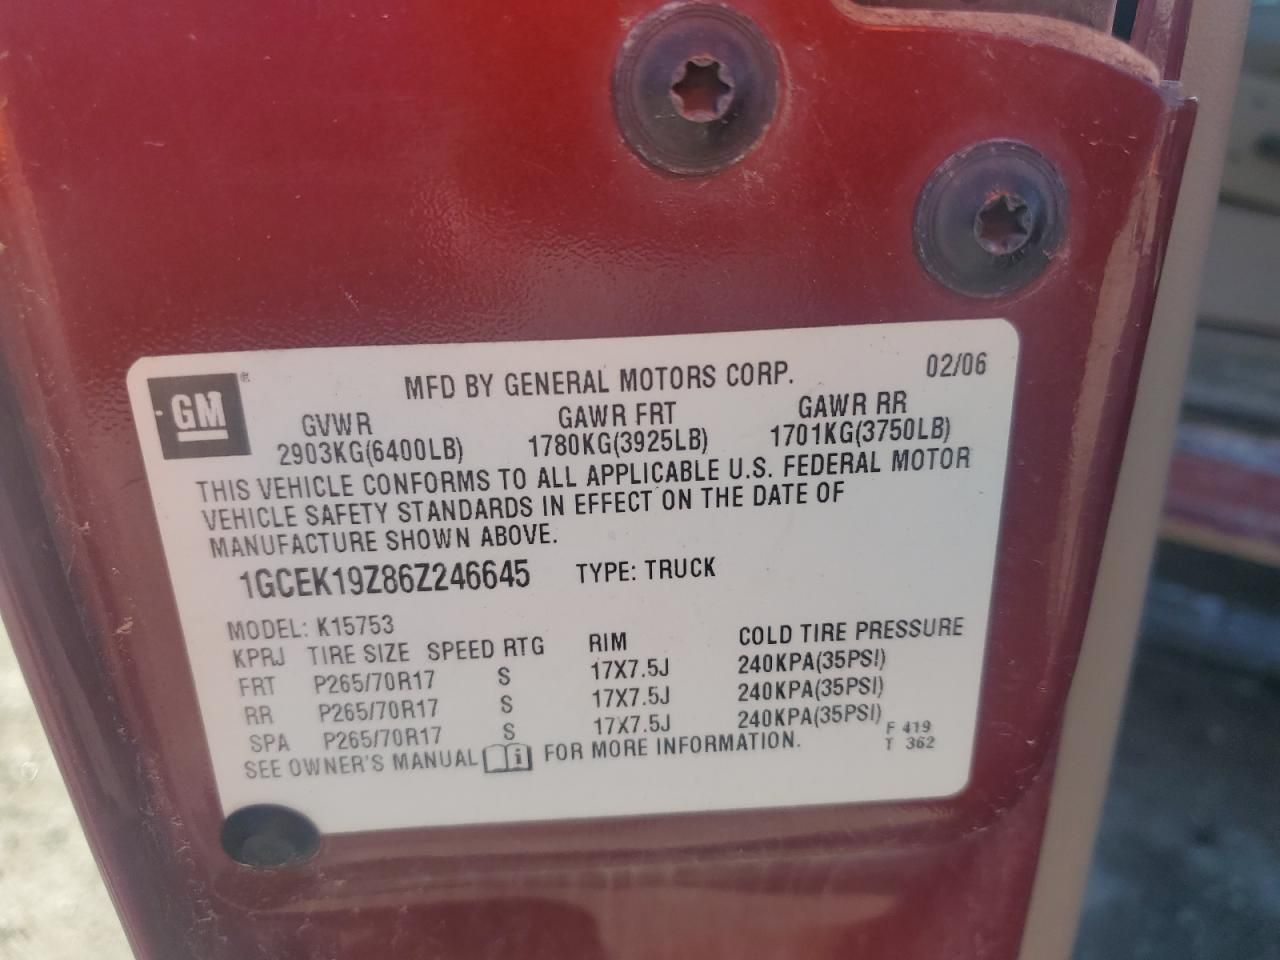 GM®
MFD BY GENERAL MOTORS CORP. 02/06
GVWR GAWR FRT GAWR RR
2903KG(6400LB) 1780KG(3925LB) 1701KG(3750LB)
THIS VEHICLE CONFORMS TO ALL APPLICABLE U.S. FEDERAL MOTOR
VEHICLE SAFETY STANDARDS IN EFFECT ON THE DATE OF
MANUFACTURE SHOWN ABOVE.
1GCEK19Z86Z246645 TYPE: TRUCK
MODEL: K15753
KPRJ TIRE SIZE SPEED RTG RIM COLD TIRE PRESSURE
FRT P265/70R17 S 17X7.5J 240KPA(35PSI)
RR P265/70R17 S 17X7.5J 240KPA(35PSI)
SPA P265/70R17 S 17X7.5J 240KPA(35PSI)
SEE OWNER'S MANUAL i FOR MORE INFORMATION.
F 419
T 362